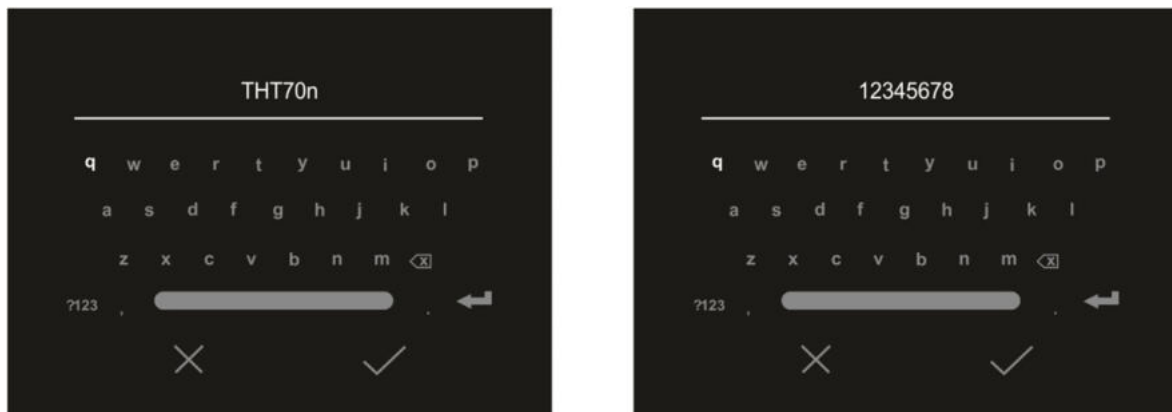 THT70n
q w e r t y u i o p
a s d f g h j k l
z x c v b n m
?123 , .
12345678
q w e r t y u i o p
a s d f g h j k l
z x c v b n m
?123 , .